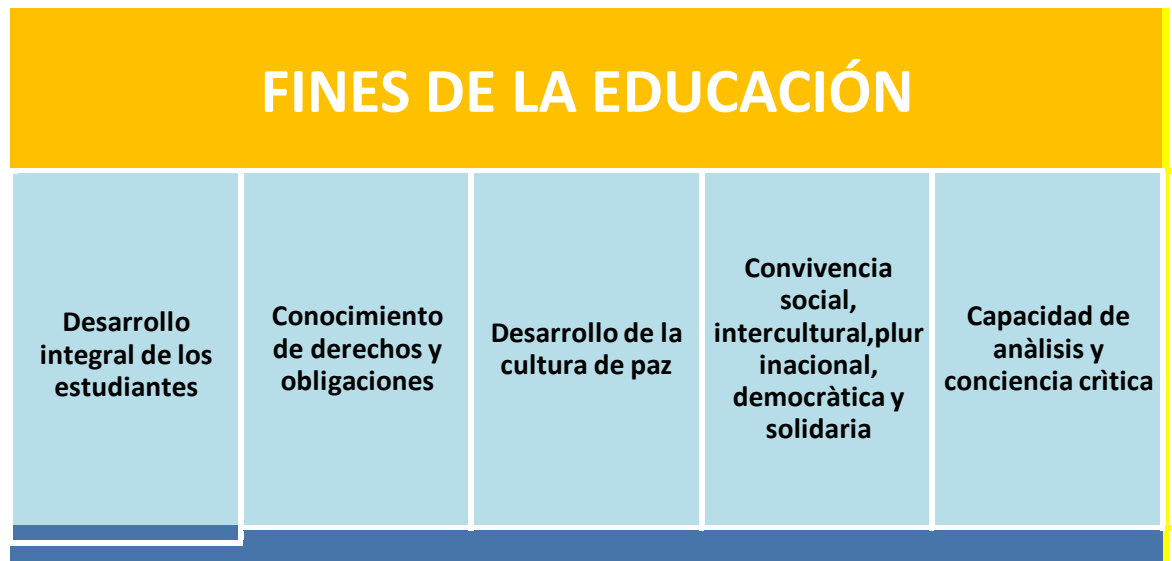 FINES DE LA EDUCACIÓN
Desarrollo
integral de los
estudiantes
Conocimiento
de derechos y
obligaciones
Desarrollo de la
cultura de paz
Convivencia
social,
intercultural,plur
inacional,
democràtica y
solidaria
Capacidad de
anàlisis y
conciencia crìtica